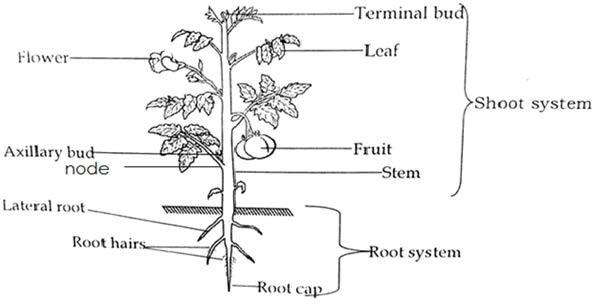 Terminal bud
Flower
Leaf
Shoot system
Axillary bud
Fruit
node
Stem
Lateral root
Root hairs
Root system
Root cap